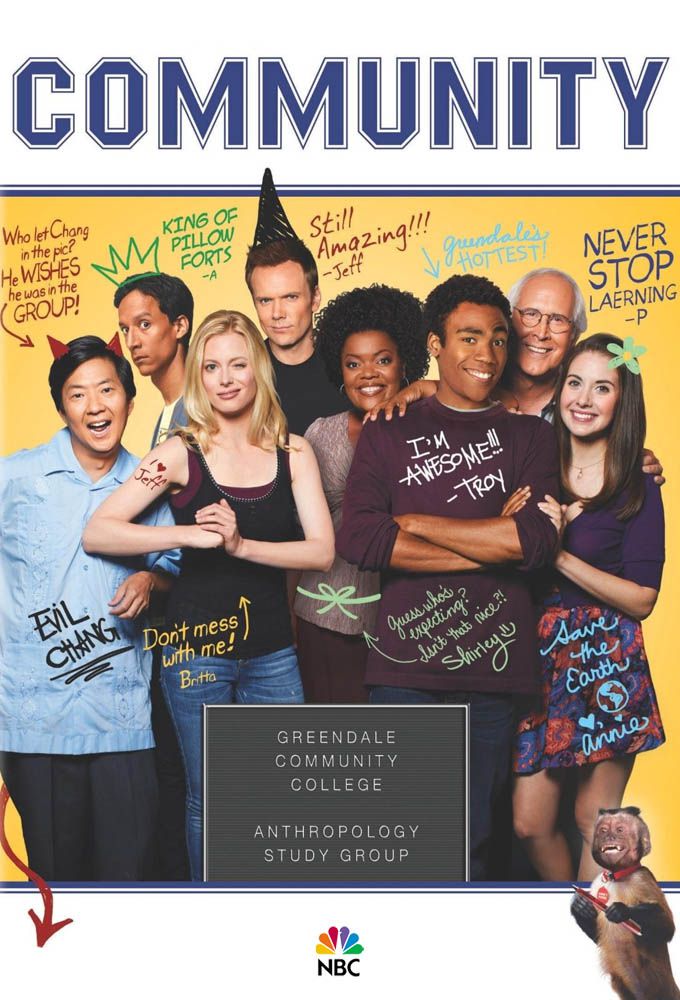 COMMUNITY
Who let Chang
in the pic?
He WISHES
he was in the
GROUP!
KING OF
PILLOW
FORTS
-A
Still
Amazing!!!
-Jeff
greendale's
HOTTEST!
NEVER
STOP
LAERNING
-P
I ♥
Jeff
I'M
AWESOME!!!
-TROY
EVIL
CHANG
Don't mess
with me!
Britta
Guess who's
expecting?
Isn't that nice?!
Shirley
Save
the
Earth
annie
GREENDALE
COMMUNITY
COLLEGE
ANTHROPOLOGY
STUDY GROUP
NBC